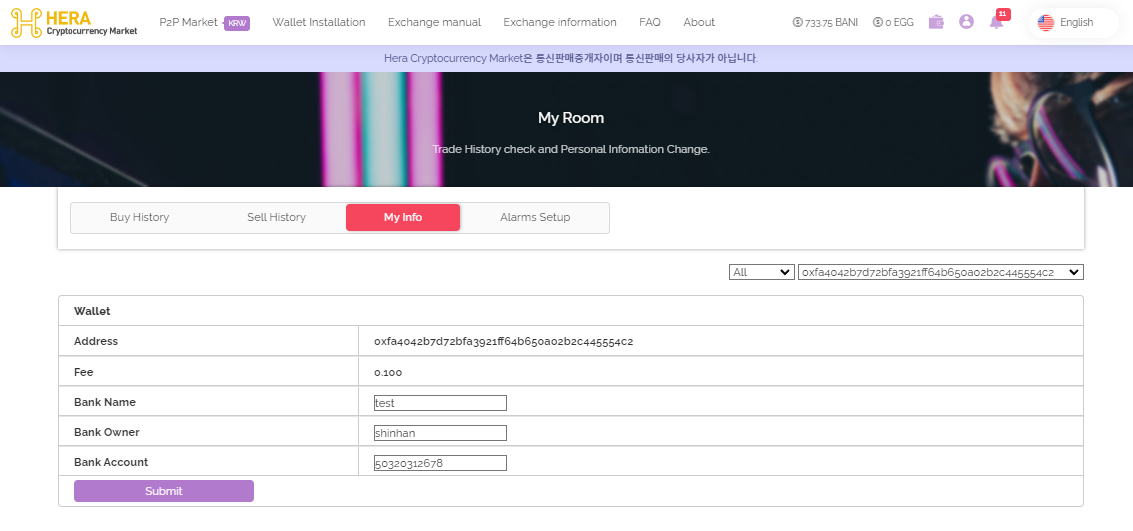 HERA
Cryptocurrency Market
P2P Market - KRW
Wallet Installation
Exchange manual
Exchange information
FAQ
About
733.75 BANI
0 EGG
11
English
Hera Cryptocurrency Market은 통신판매중개자이며 통신판매의 당사자가 아닙니다.
My Room
Trade History check and Personal Infomation Change.
Buy History
Sell History
My Info
Alarms Setup
All
0xfa4042b7d72bfa3921ff64b650a02b2c445554c2
Wallet
Address
0xfa4042b7d72bfa3921ff64b650a02b2c445554c2
Fee
0.100
Bank Name
test
Bank Owner
shinhan
Bank Account
50320312678
Submit